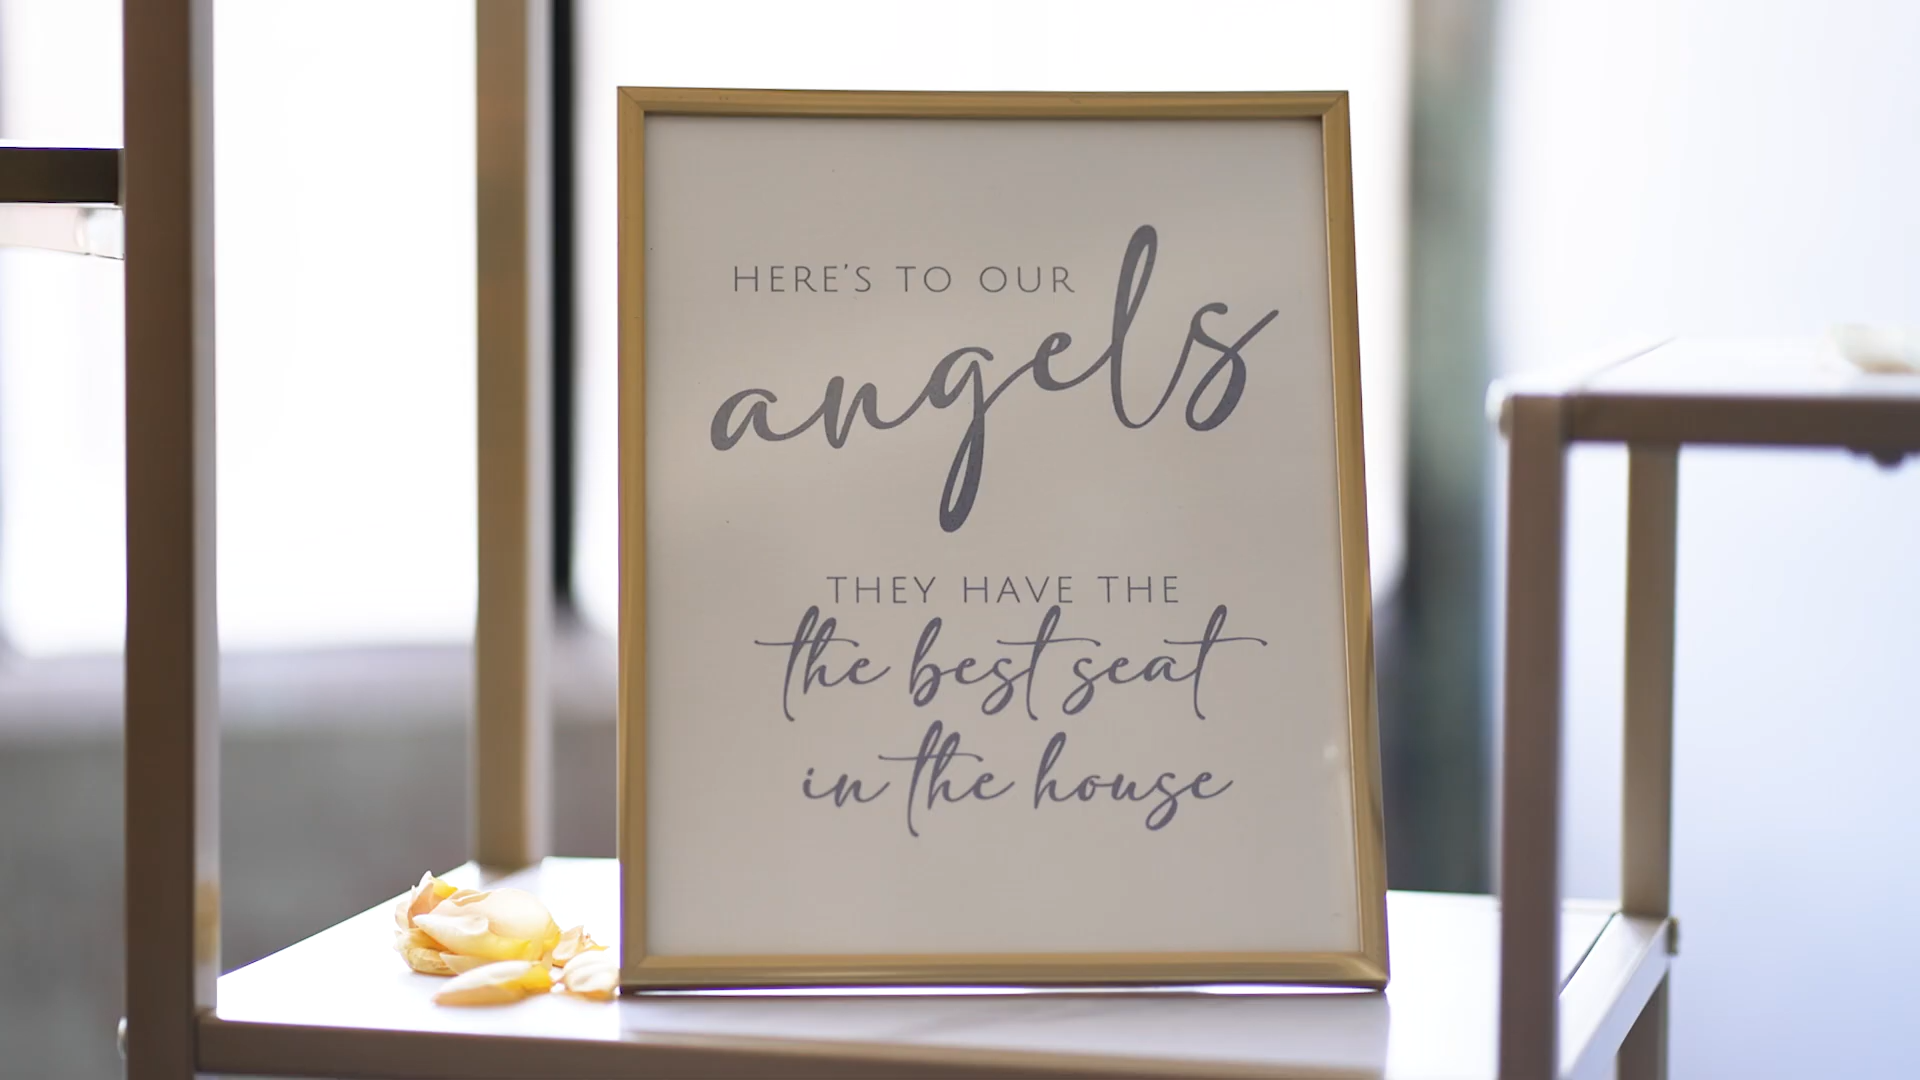 HERE'S TO OUR
angels
THEY HAVE THE
the best seat
in the house